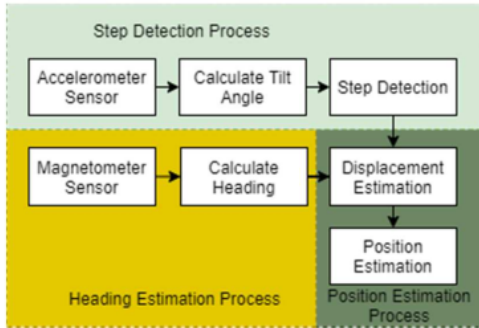 Step Detection Process
Accelerometer
Sensor
Calculate Tilt
Angle
Step Detection
Magnetometer
Sensor
Calculate
Heading
Displacement
Estimation
Position
Estimation
Heading Estimation Process
Position Estimation
Process